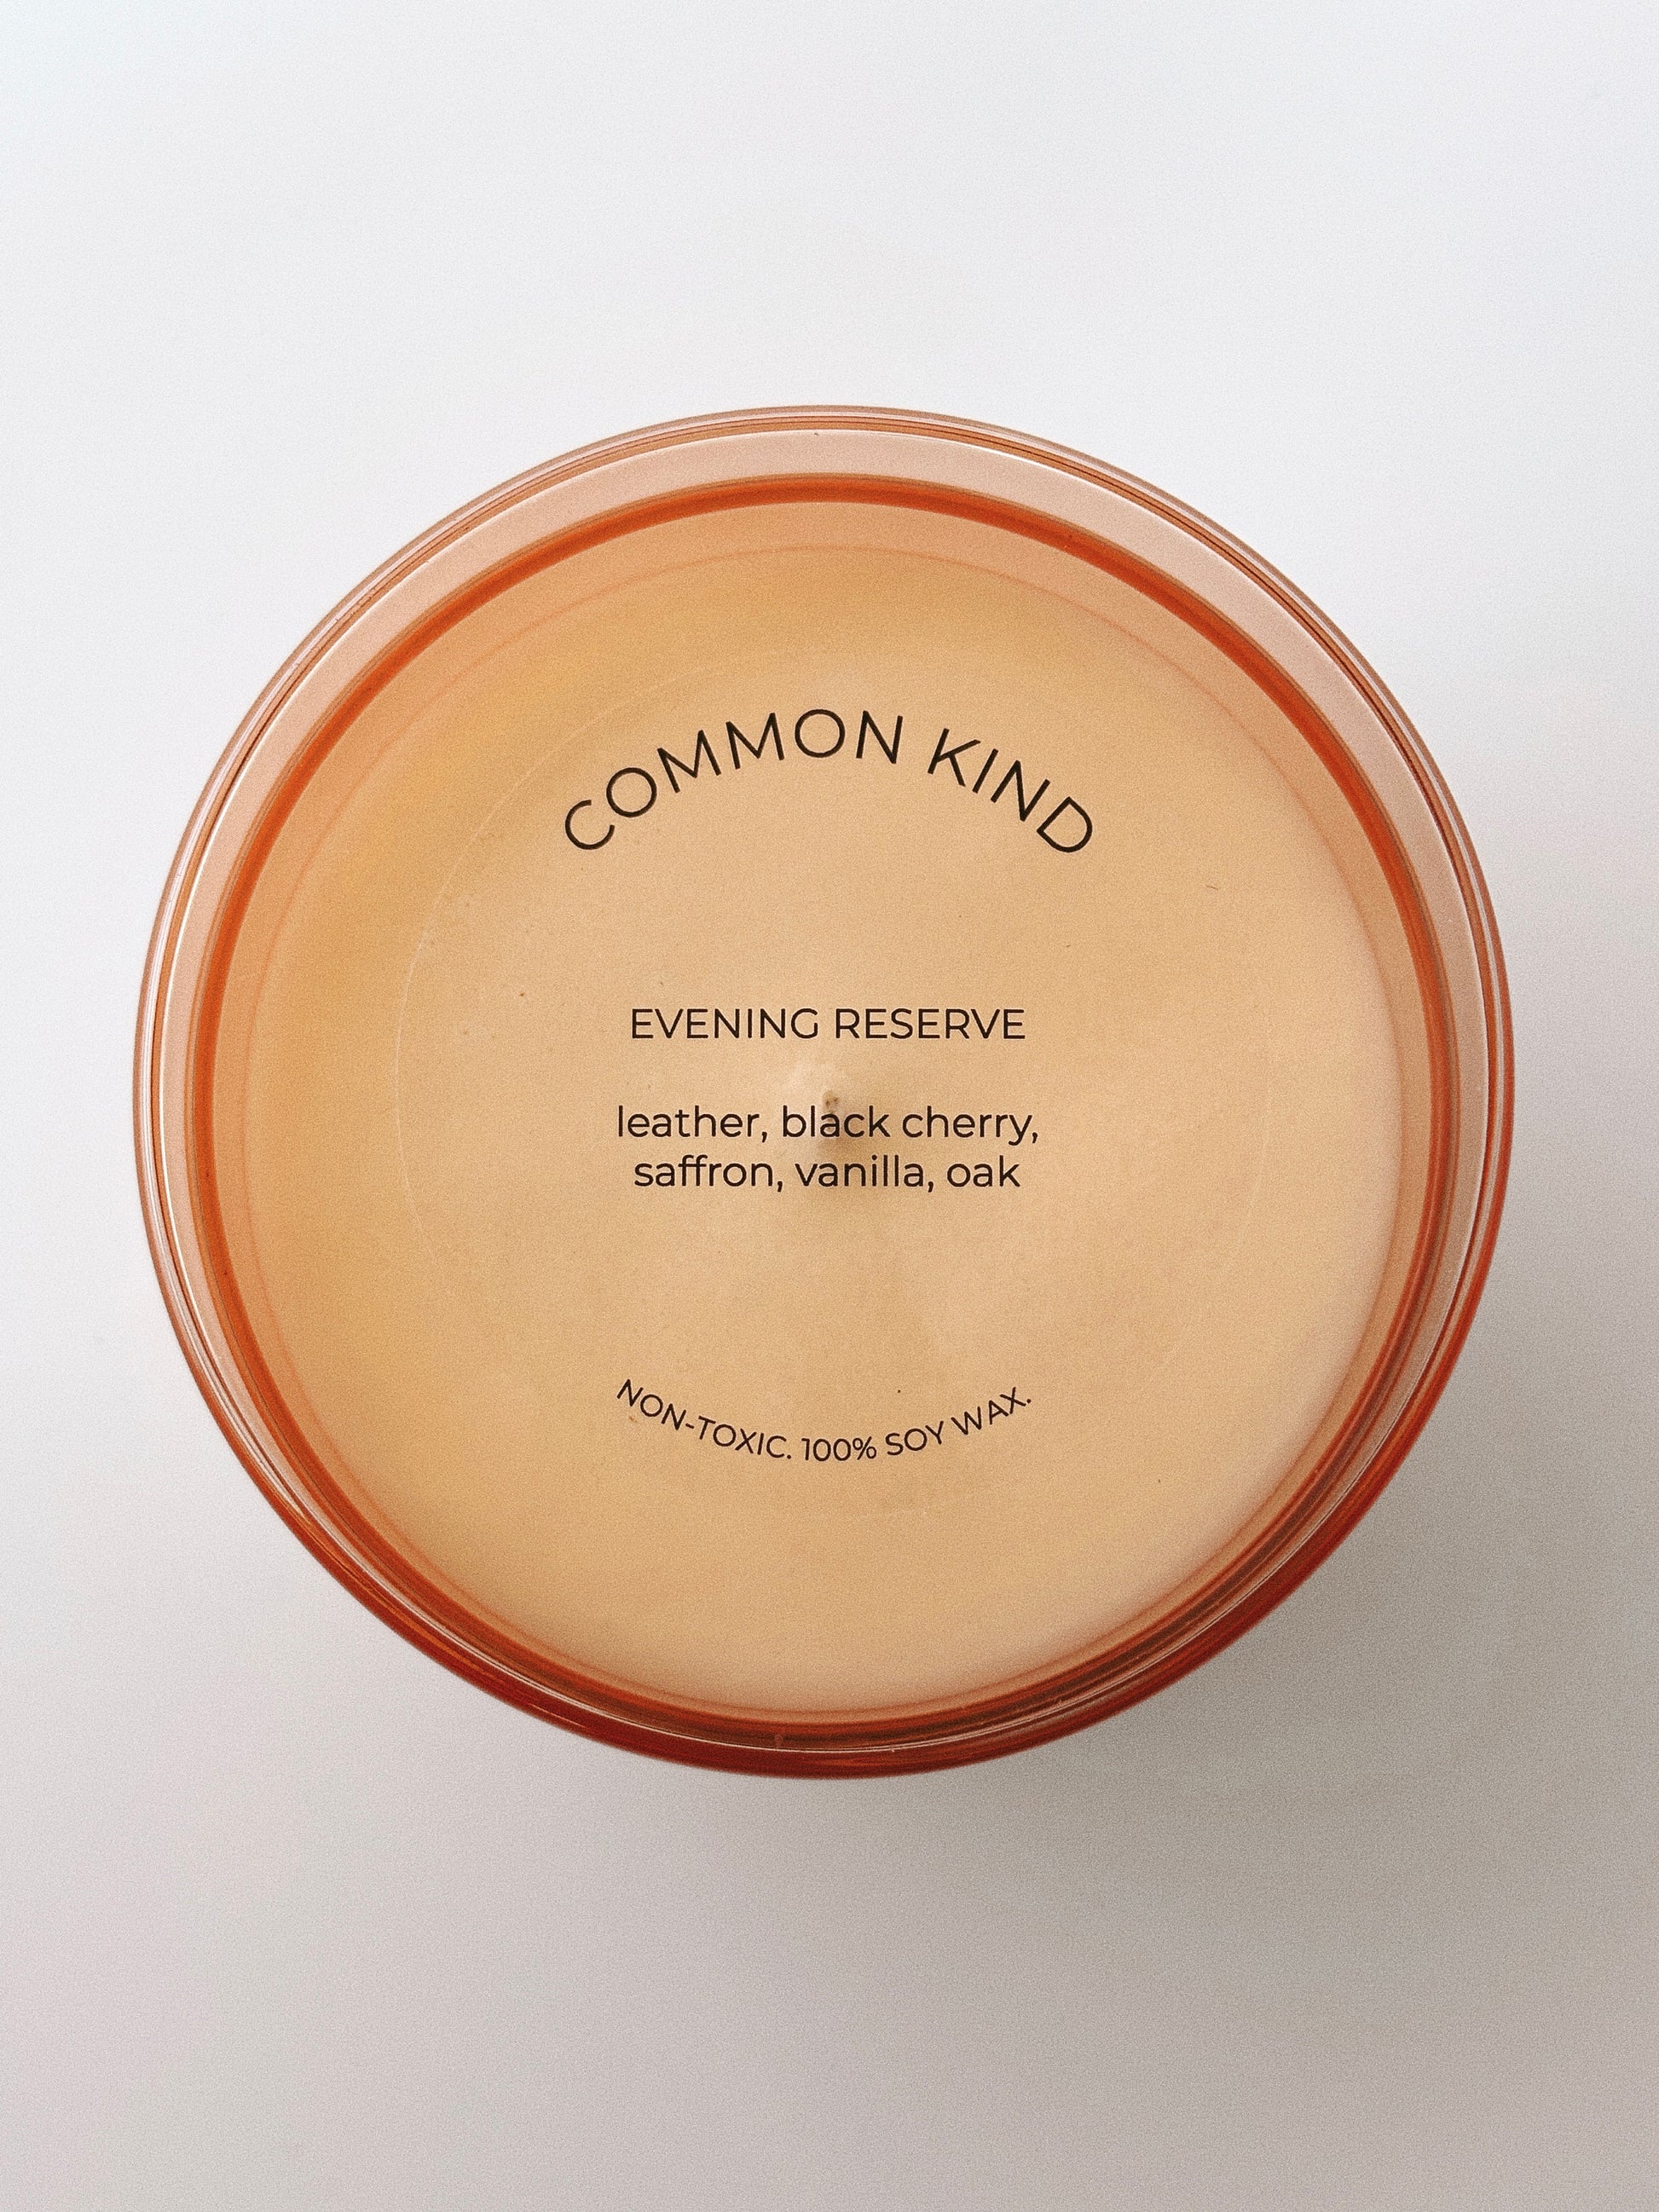 COMMON KIND
EVENING RESERVE
leather, black cherry,
saffron, vanilla, oak
NON-TOXIC. 100% SOY WAX.